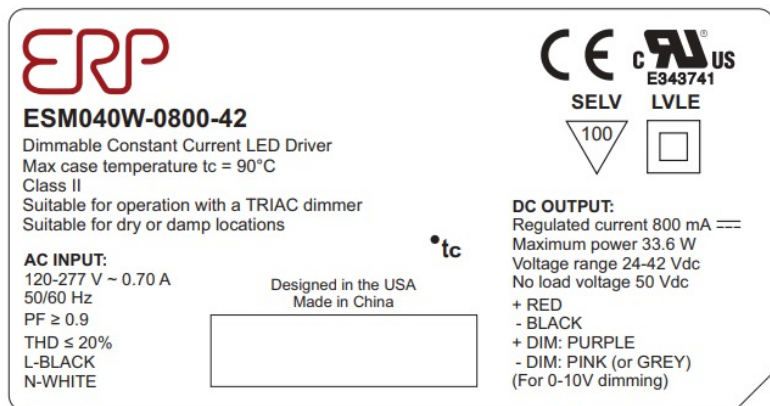 ERP
ESM040W-0800-42
Dimmable Constant Current LED Driver
Max case temperature tc = 90°C
Class II
Suitable for operation with a TRIAC dimmer
Suitable for dry or damp locations
AC INPUT:
120-277 V ~ 0.70 A
50/60 Hz
PF ≥ 0.9
THD ≤ 20%
L-BLACK
N-WHITE
•tc
Designed in the USA
Made in China
CE c RU® US
E343741
SELV LVLE
100
DC OUTPUT:
Regulated current 800 mA ⎓
Maximum power 33.6 W
Voltage range 24-42 Vdc
No load voltage 50 Vdc
+ RED
- BLACK
+ DIM: PURPLE
- DIM: PINK (or GREY)
(For 0-10V dimming)